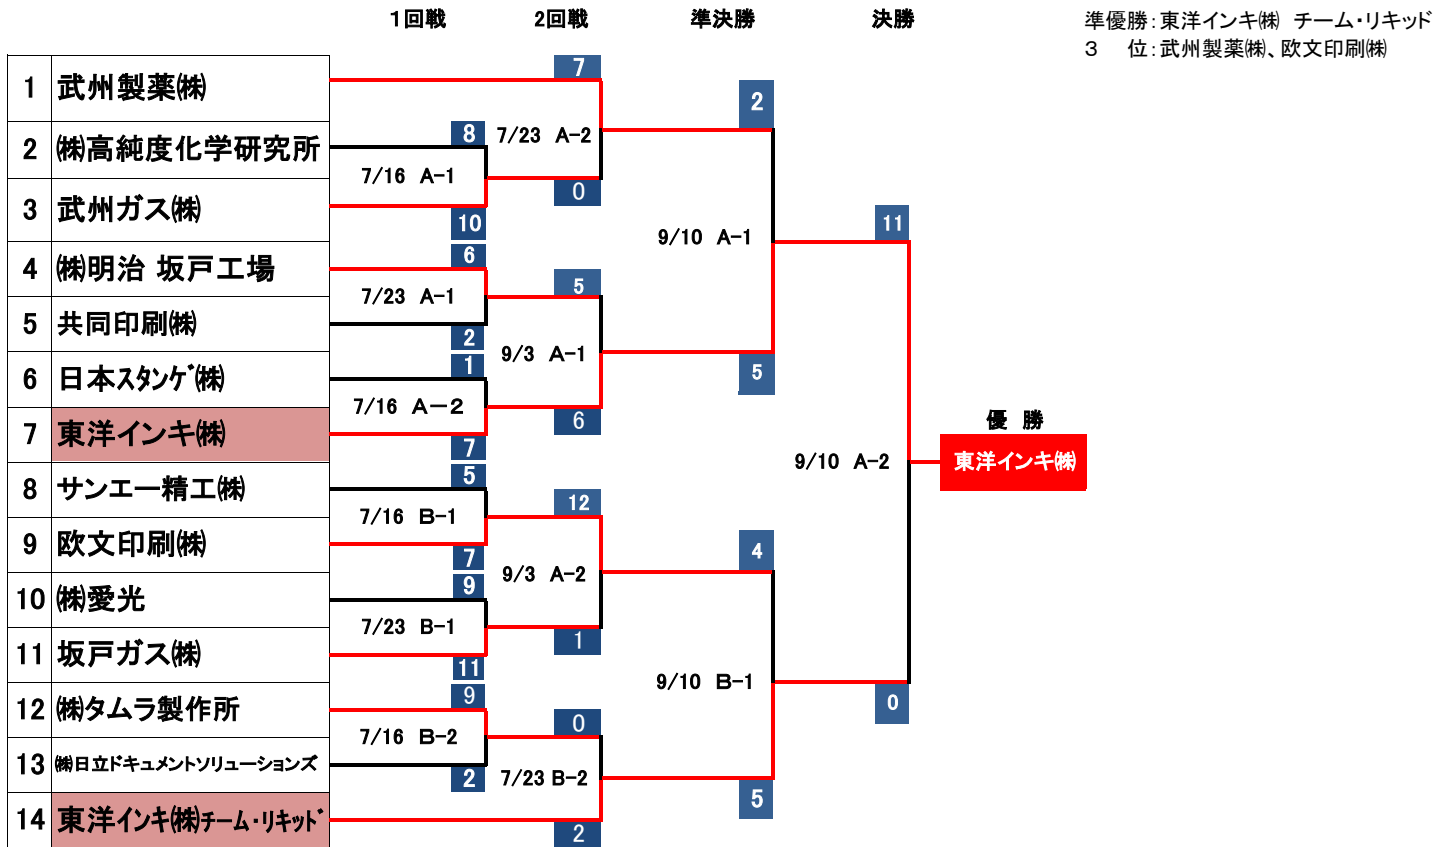 1回戦 2回戦 準決勝 決勝
準優勝：東洋インキ㈱ チーム・リキッド
3 位：武州製薬㈱、欧文印刷㈱
7
1 武州製薬㈱
2
8
7/23 A-2
2 ㈱高純度化学研究所
7/16 A-1
0
3 武州ガス㈱
10
11
9/10 A-1
6
4 ㈱明治 坂戸工場
7/23 A-1
5
5 共同印刷㈱
2
9/3 A-1
1
5
6 日本スタンゲ㈱
7/16 A－2
6
優 勝
7 東洋インキ㈱
7
9/10 A-2
東洋インキ㈱
5
8 サンエー精工㈱
12
7/16 B-1
9 欧文印刷㈱
7
4
9/3 A-2
9
10 ㈱愛光
7/23 B-1
1
11 坂戸ガス㈱
11
9/10 B-1
9
12 ㈱タムラ製作所
0
0
7/16 B-2
13 ㈱日立ドキュメントソリューションズ
2
7/23 B-2
5
14 東洋インキ㈱チーム・リキッド
2